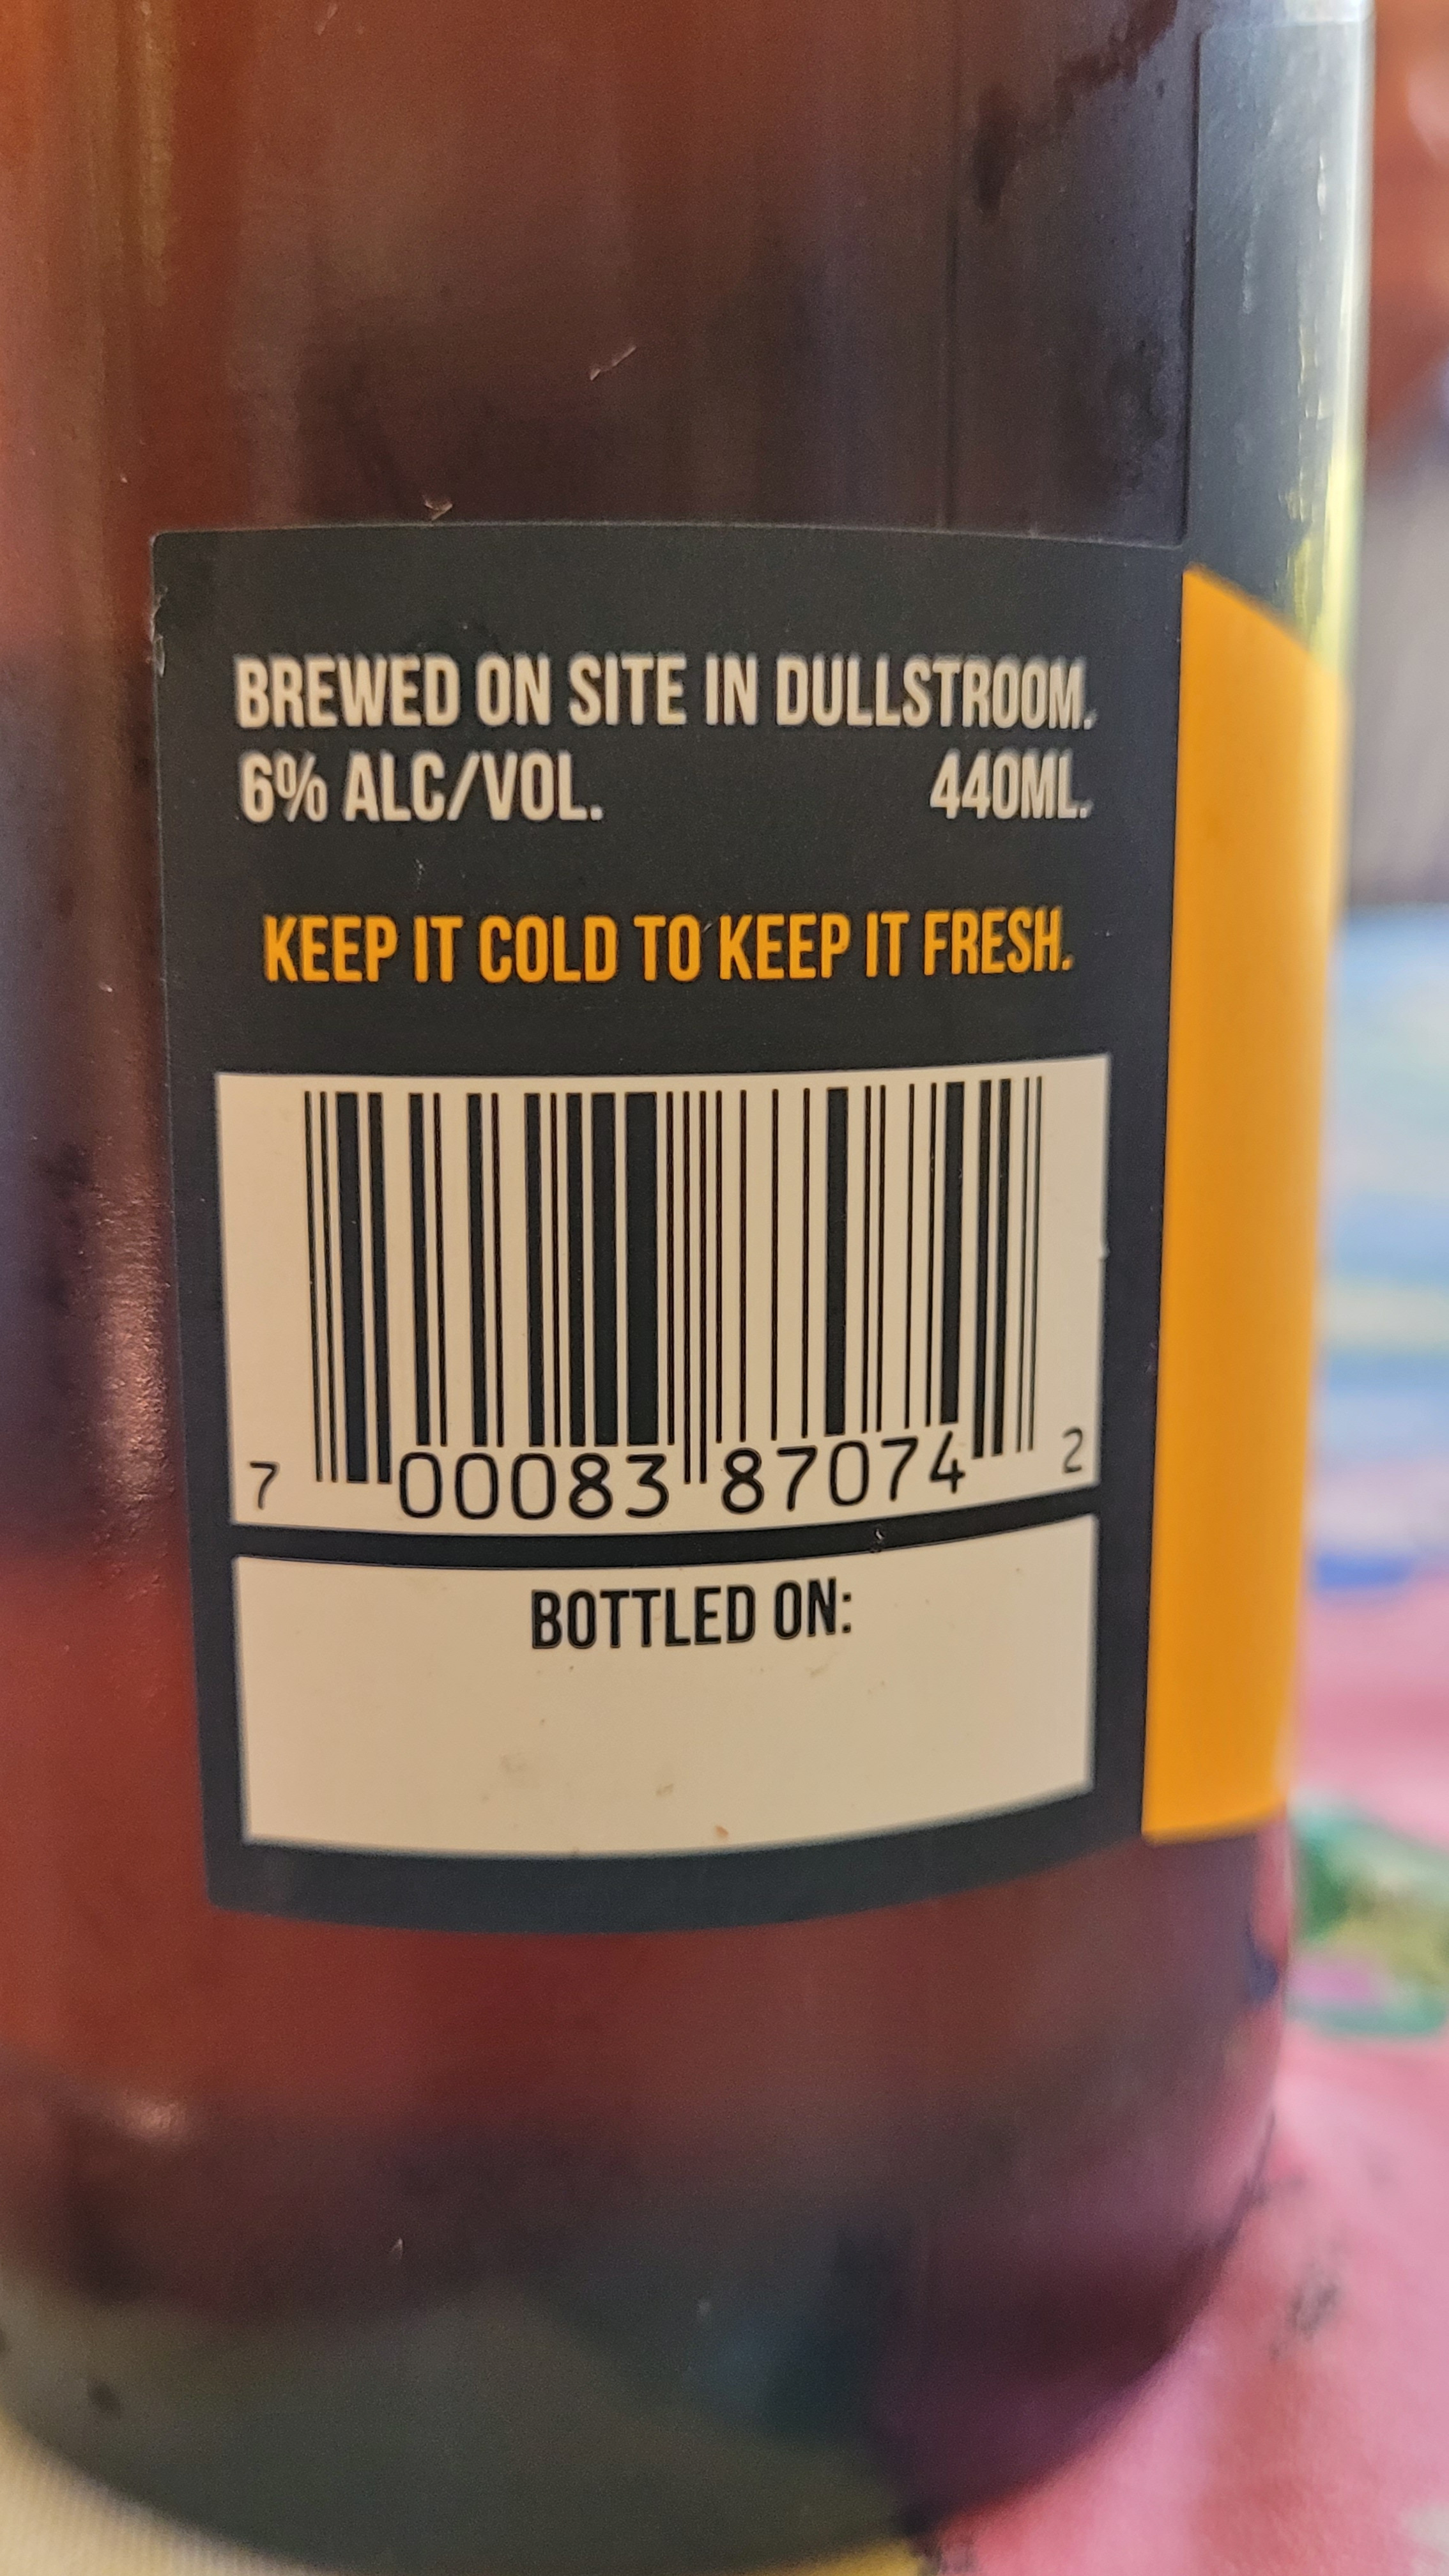 BREWED ON SITE IN DULLSTROOM.
6% ALC/VOL. 440ML.
KEEP IT COLD TO KEEP IT FRESH.
7 00083 87074 2
BOTTLED ON: